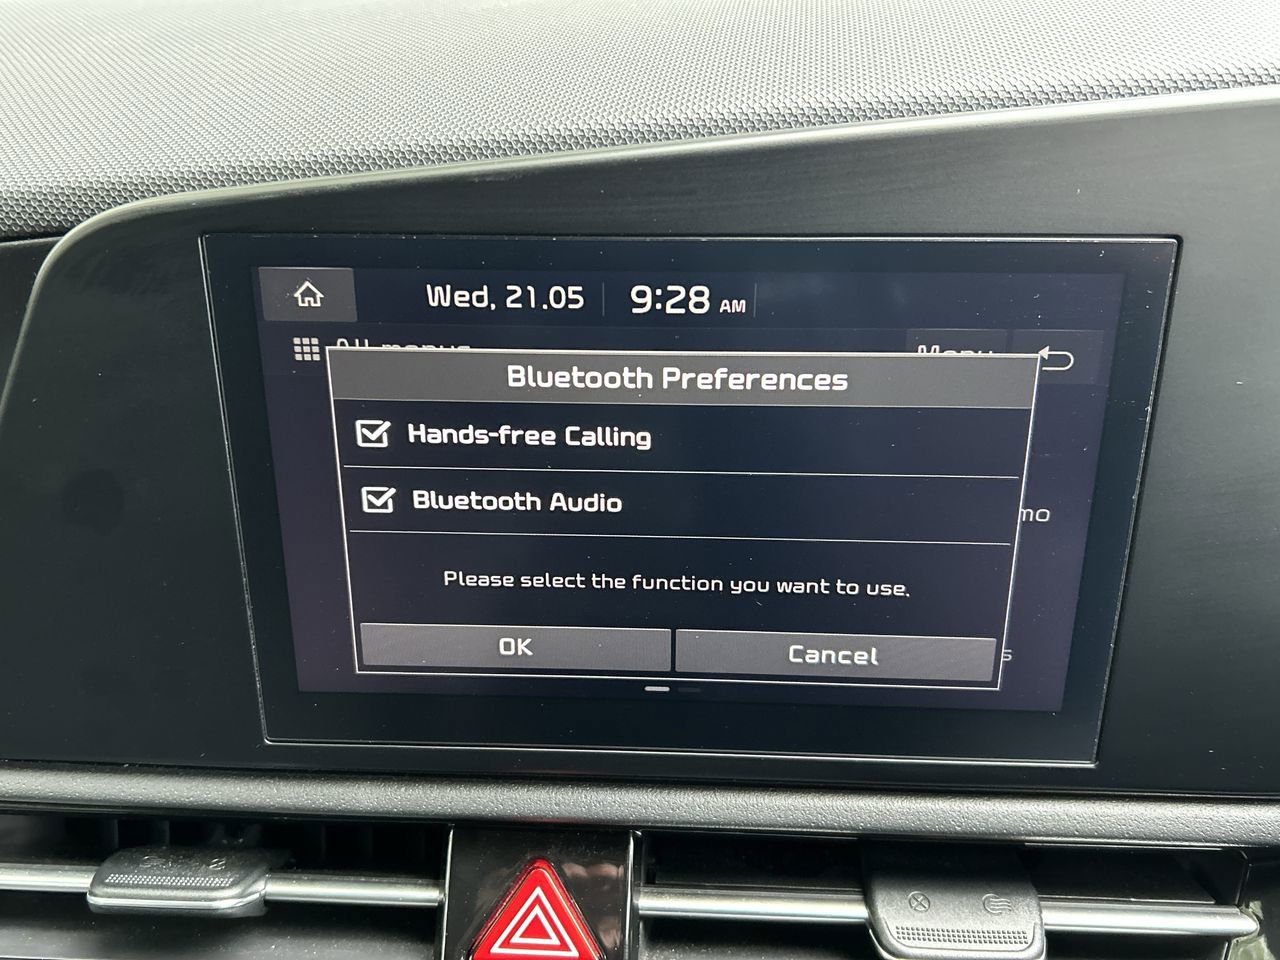 Wed, 21.05 9:28 AM
Bluetooth Preferences
Hands-free Calling
Bluetooth Audio
Please select the function you want to use.
OK Cancel